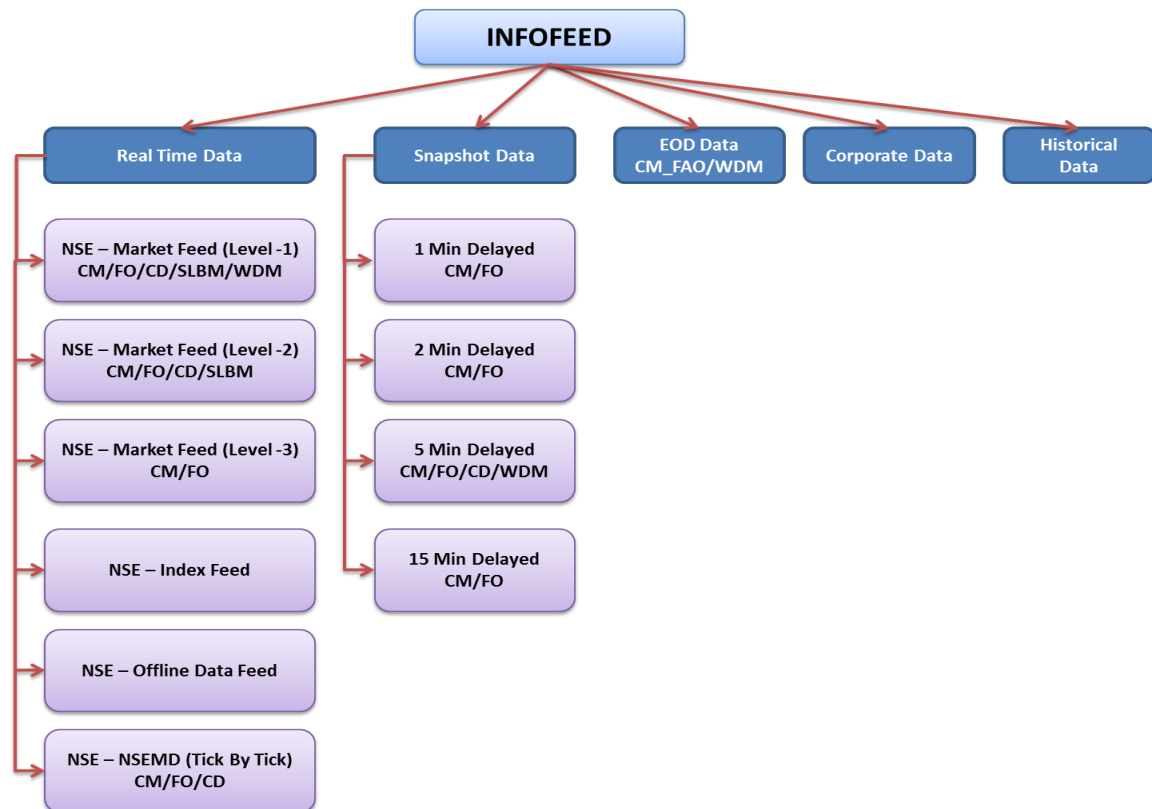 INFOFEED
Real Time Data
Snapshot Data
EOD Data
CM_FAO/WDM
Corporate Data
Historical
Data
NSE – Market Feed (Level -1)
CM/FO/CD/SLBM/WDM
NSE – Market Feed (Level -2)
CM/FO/CD/SLBM
NSE – Market Feed (Level -3)
CM/FO
NSE – Index Feed
NSE – Offline Data Feed
NSE – NSEMD (Tick By Tick)
CM/FO/CD
1 Min Delayed
CM/FO
2 Min Delayed
CM/FO
5 Min Delayed
CM/FO/CD/WDM
15 Min Delayed
CM/FO